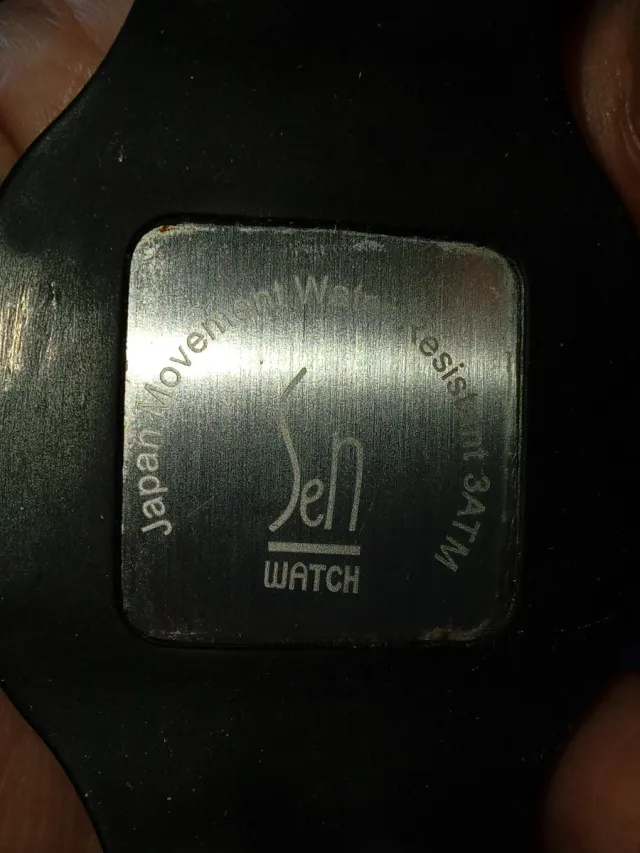 Japan Movement Water Resistant 3ATM
Sen
WATCH